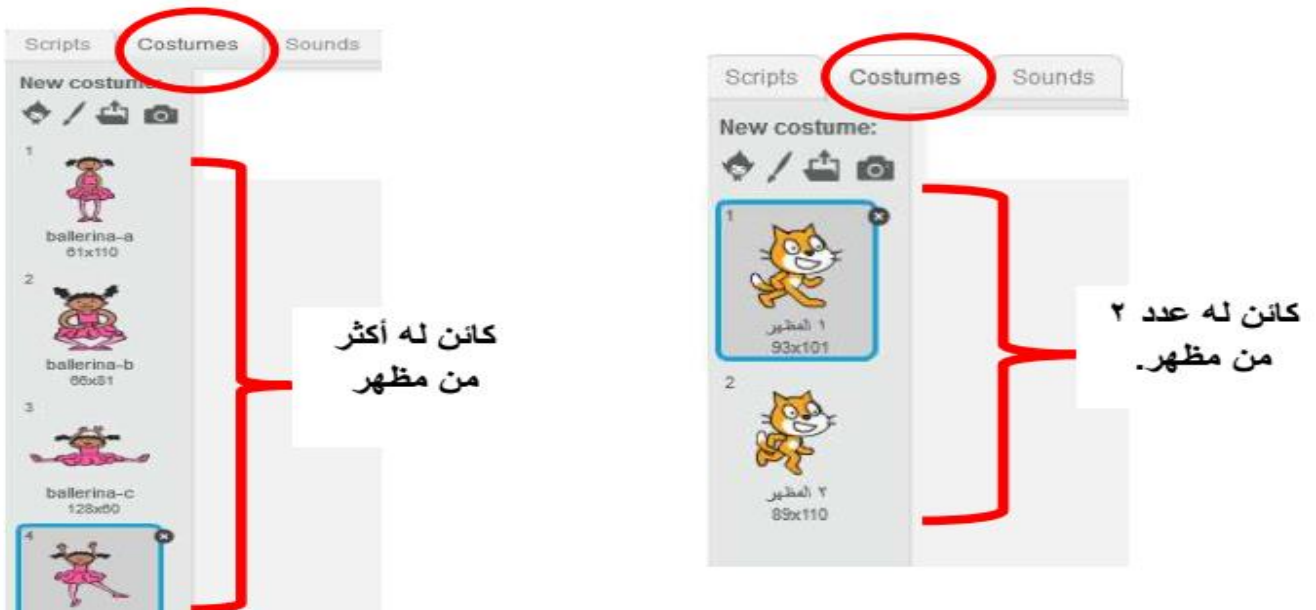 Scripts Costumes Sounds
New costume:
1
ballerina-a
61x110
2
ballerina-b
66x81
3
ballerina-c
128x60
4
كائن له أكثر
من مظهر
Scripts Costumes Sounds
New costume:
1
١ المظهر
93x101
2
٢ المظهر
89x110
كائن له عدد ٢
من مظهر.